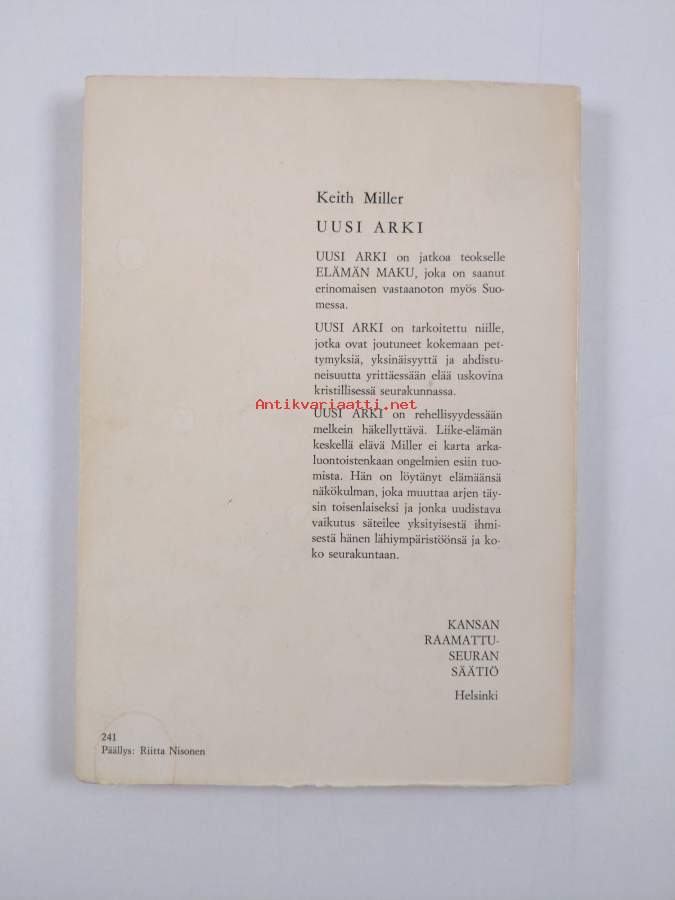 Keith Miller
UUSI ARKI
UUSI ARKI on jatkoa teokselle
ELÄMÄN MAKU, joka on saanut
erinomaisen vastaanoton myös Suo-
messa.
UUSI ARKI on tarkoitettu niille,
jotka ovat joutuneet kokemaan pet-
tymyksiä, yksinäisyyttä ja ahdistu-
neisuutta yrittäessään elää uskovina
kristillisessä seurakunnassa.
Antikvariaatti.net
UUSI ARKI on rehellisyydessään
melkein häkellyttävä. Liike-elämän
keskellä elävä Miller ei karta arka-
luontoistenkaan ongelmien esiin tuo-
mista. Hän on löytänyt elämäänsä
näkökulman, joka muuttaa arjen täy-
sin toisenlaiseksi ja jonka uudistava
vaikutus säteilee yksityisestä ihmi-
sestä hänen lähiympäristöönsä ja ko-
ko seurakuntaan.
KANSAN
RAAMATTU-
SEURAN
SÄÄTIÖ
Helsinki
241
Päällys: Riitta Nisonen